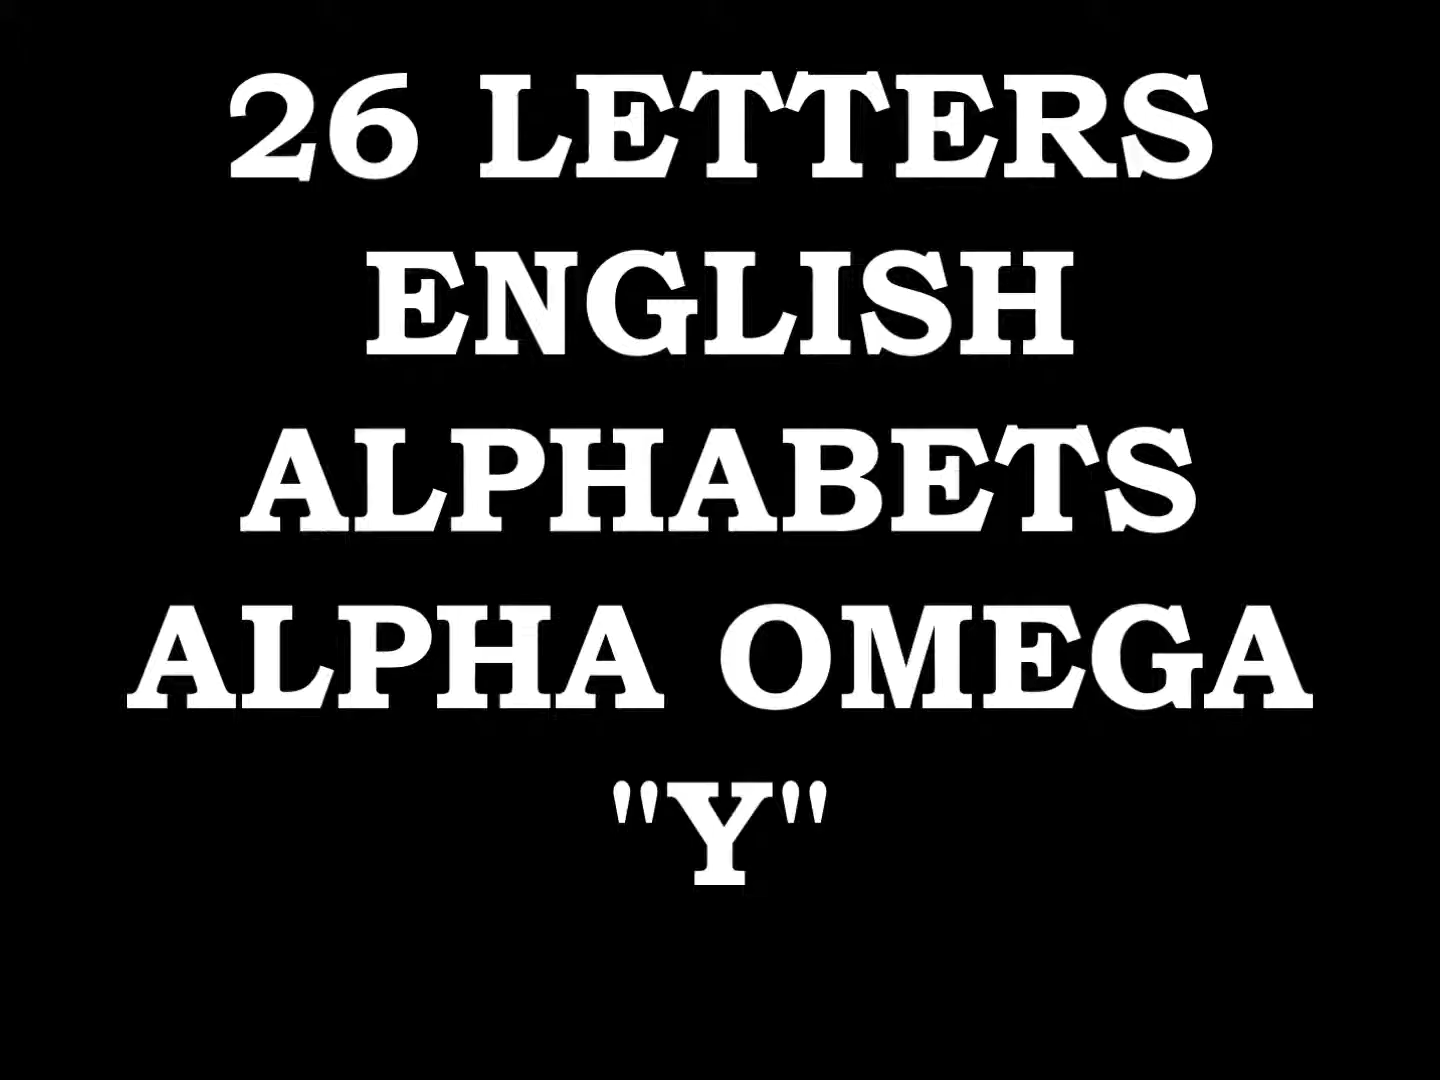 26 LETTERS
ENGLISH
ALPHABETS
ALPHA OMEGA
"Y"